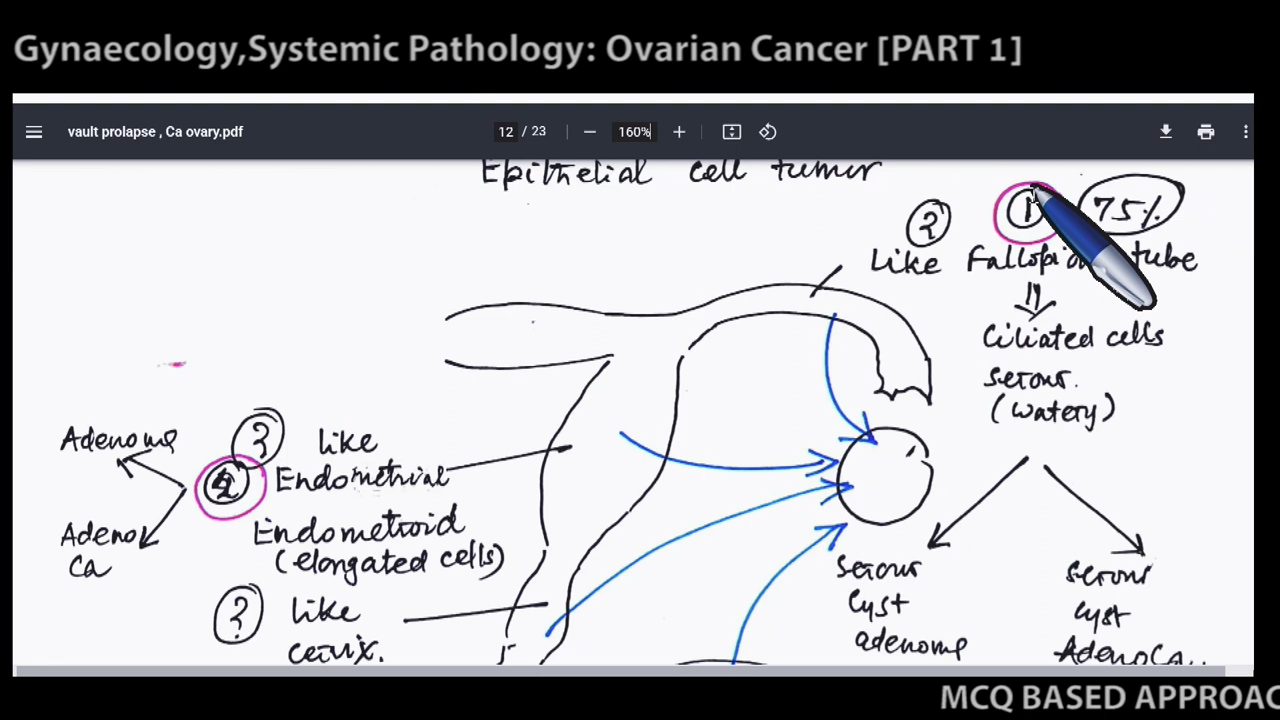 Gynaecology,Systemic Pathology: Ovarian Cancer [PART 1]
vault prolapse , Ca ovary.pdf
12 / 23
160%
Epithelial cell tumor
? 1 75%
Like Fallopian tube
Ciliated cells
serous.
(watery)
Adenoma ? like
2 Endometrial
Adeno Endometroid
Ca (elongated cells)
serous serous
cyst cyst
adenoma AdenoCa..
? like
cervix.
MCQ BASED APPROAC